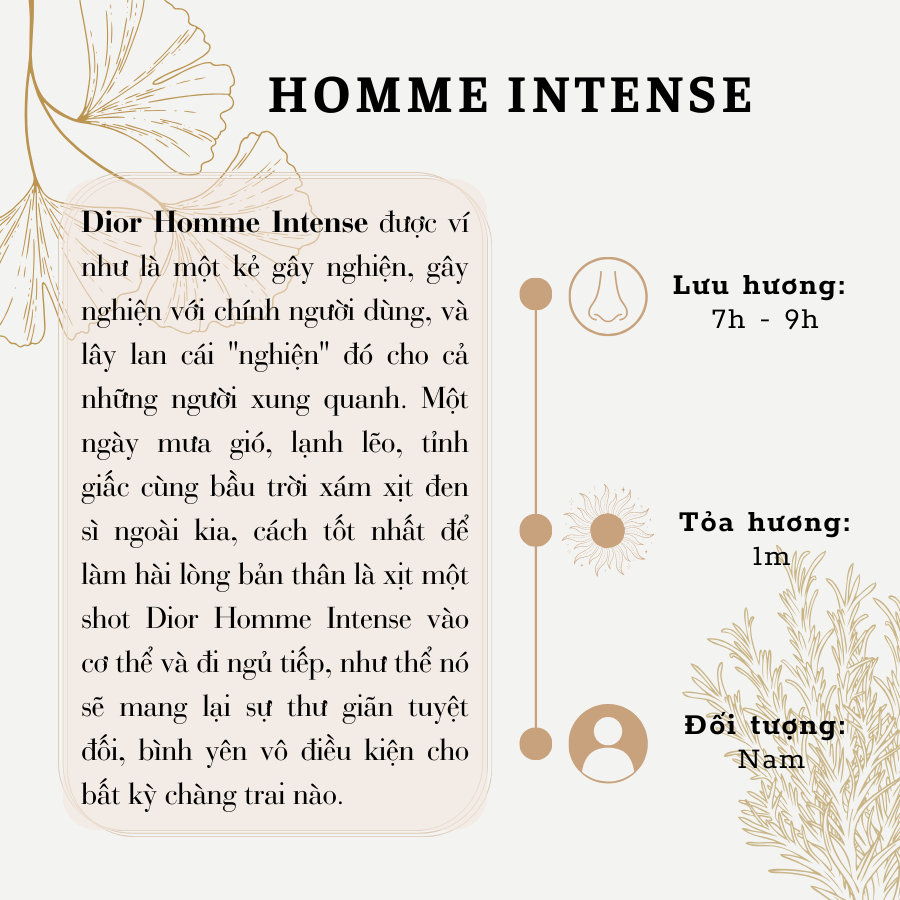 HOMME INTENSE
Dior Homme Intense được ví
như là một kẻ gây nghiện, gây
nghiện với chính người dùng, và
lây lan cái "nghiện" đó cho cả
những người xung quanh. Một
ngày mưa gió, lạnh lẽo, tỉnh
giấc cùng bầu trời xám xịt đen
sì ngoài kia, cách tốt nhất để
làm hài lòng bản thân là xịt một
shot Dior Homme Intense vào
cơ thể và đi ngủ tiếp, như thể nó
sẽ mang lại sự thư giãn tuyệt
đối, bình yên vô điều kiện cho
bất kỳ chàng trai nào.
Lưu hương:
7h - 9h
Tỏa hương:
1m
Đối tượng:
Nam